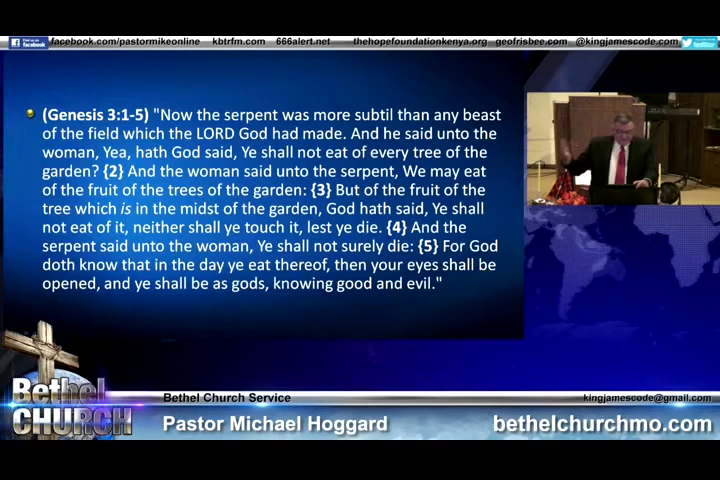 Find us on facebook facebook.com/pastormikeonline kbtrfm.com 666alert.net thehopefoundationkenya.org geofrisbee.com @kingjamescode.com twitter
(Genesis 3:1-5) "Now the serpent was more subtil than any beast
of the field which the LORD God had made. And he said unto the
woman, Yea, hath God said, Ye shall not eat of every tree of the
garden? {2} And the woman said unto the serpent, We may eat
of the fruit of the trees of the garden: {3} But of the fruit of the
tree which is in the midst of the garden, God hath said, Ye shall
not eat of it, neither shall ye touch it, lest ye die. {4} And the
serpent said unto the woman, Ye shall not surely die: {5} For God
doth know that in the day ye eat thereof, then your eyes shall be
opened, and ye shall be as gods, knowing good and evil."
Bethel
CHURCH
Bethel Church Service kingjamescode@gmail.com
Pastor Michael Hoggard bethelchurchmo.com